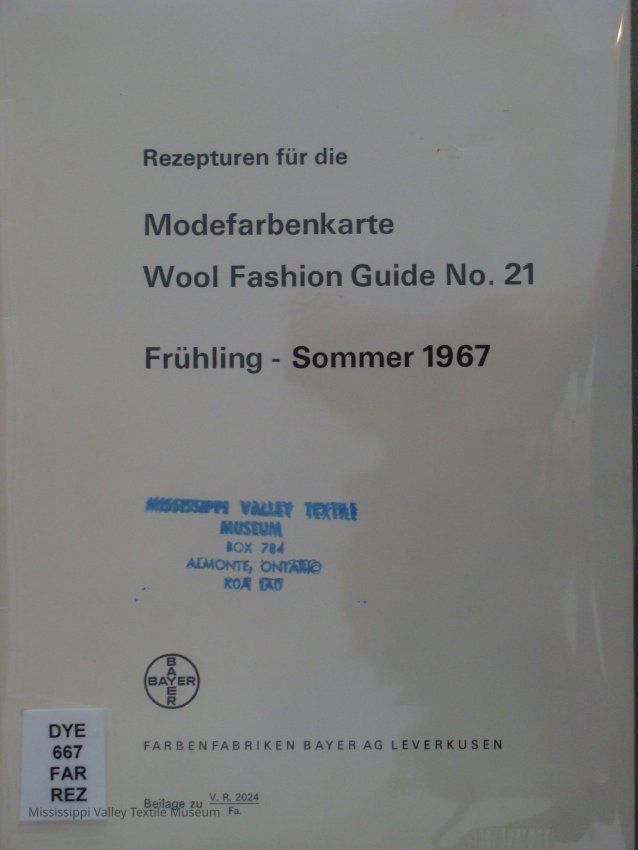 Rezepturen für die
Modefarbenkarte
Wool Fashion Guide No. 21
Frühling - Sommer 1967
MISSISSIPPI VALLEY TEXTILE
MUSEUM
BOX 784
ALMONTE, ONTARIO
K0A 1A0
BAYER
BAYER
FARBENFABRIKEN BAYER AG LEVERKUSEN
DYE
667
FAR
REZ
Beilage zu V. R. 2024
Fa.
Mississippi Valley Textile Museum